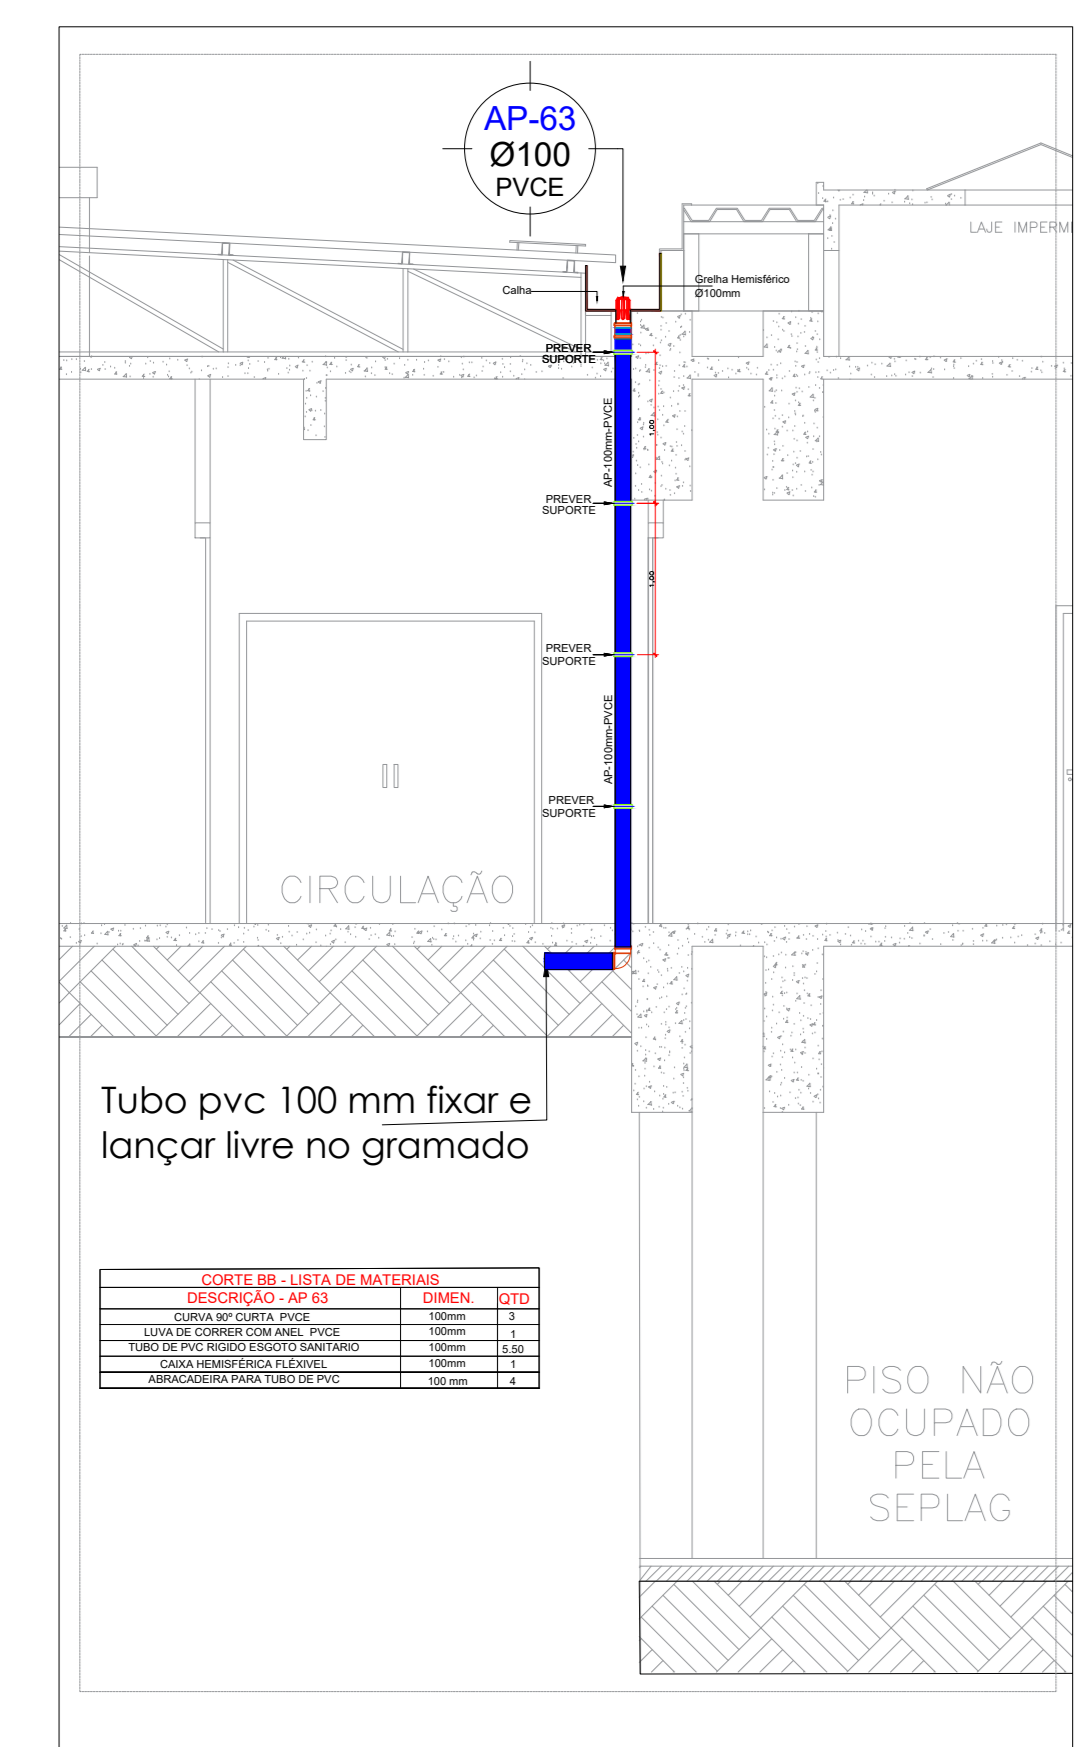 AP-63
Ø100
PVCE
LAJE IMPERMI
Calha
Grelha Hemisférico
Ø100mm
PREVER
SUPORTE
AP-100mm-PVCE
1,00
PREVER
SUPORTE
1,00
PREVER
SUPORTE
AP-100mm-PVCE
PREVER
SUPORTE
CIRCULAÇÃO
Tubo pvc 100 mm fixar e
lançar livre no gramado
CORTE BB - LISTA DE MATERIAIS
DESCRIÇÃO - AP 63 DIMEN. QTD
CURVA 90º CURTA PVCE 100mm 3
LUVA DE CORRER COM ANEL PVCE 100mm 1
TUBO DE PVC RIGIDO ESGOTO SANITARIO 100mm 5.50
CAIXA HEMISFÉRICA FLÉXIVEL 100mm 1
ABRACADEIRA PARA TUBO DE PVC 100 mm 4
PISO NÃO
OCUPADO
PELA
SEPLAG